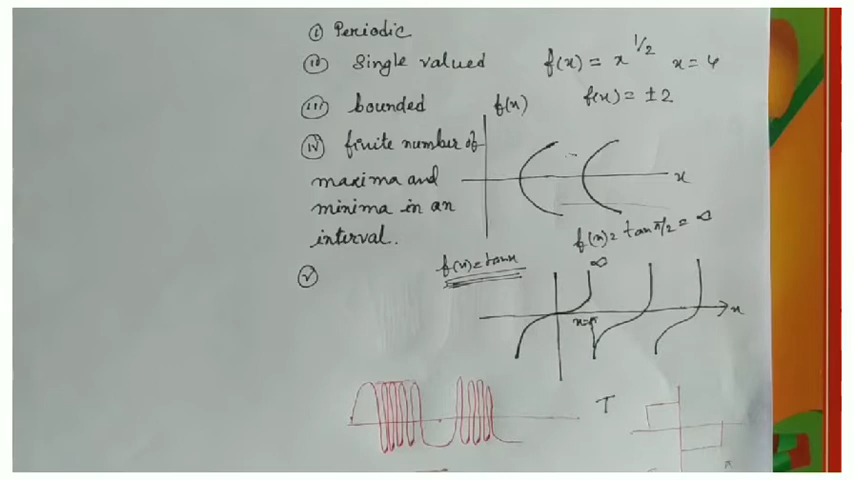 (i) Periodic
(ii) Single valued
f(x) = x^1/2 x = 4
(iii) bounded
f(x)
f(x) = ±2
(iv) finite number of
maxima and
minima in an
interval.
x
f(x) = tan π/2 = ∞
(v)
f(x) = tanx
∞
x
T
π